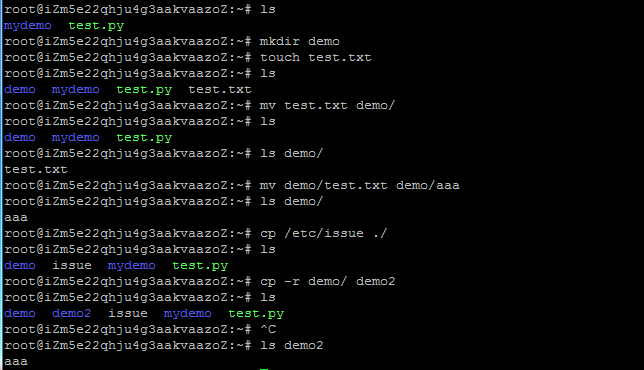 root@iZm5e22qhju4g3aakvaazoZ:~# ls
mydemo  test.py
root@iZm5e22qhju4g3aakvaazoZ:~# mkdir demo
root@iZm5e22qhju4g3aakvaazoZ:~# touch test.txt
root@iZm5e22qhju4g3aakvaazoZ:~# ls
demo  mydemo  test.py  test.txt
root@iZm5e22qhju4g3aakvaazoZ:~# mv test.txt demo/
root@iZm5e22qhju4g3aakvaazoZ:~# ls
demo  mydemo  test.py
root@iZm5e22qhju4g3aakvaazoZ:~# ls demo/
test.txt
root@iZm5e22qhju4g3aakvaazoZ:~# mv demo/test.txt demo/aaa
root@iZm5e22qhju4g3aakvaazoZ:~# ls demo/
aaa
root@iZm5e22qhju4g3aakvaazoZ:~# cp /etc/issue ./
root@iZm5e22qhju4g3aakvaazoZ:~# ls
demo  issue  mydemo  test.py
root@iZm5e22qhju4g3aakvaazoZ:~# cp -r demo/ demo2
root@iZm5e22qhju4g3aakvaazoZ:~# ls
demo  demo2  issue  mydemo  test.py
root@iZm5e22qhju4g3aakvaazoZ:~# ^C
root@iZm5e22qhju4g3aakvaazoZ:~# ls demo2
aaa